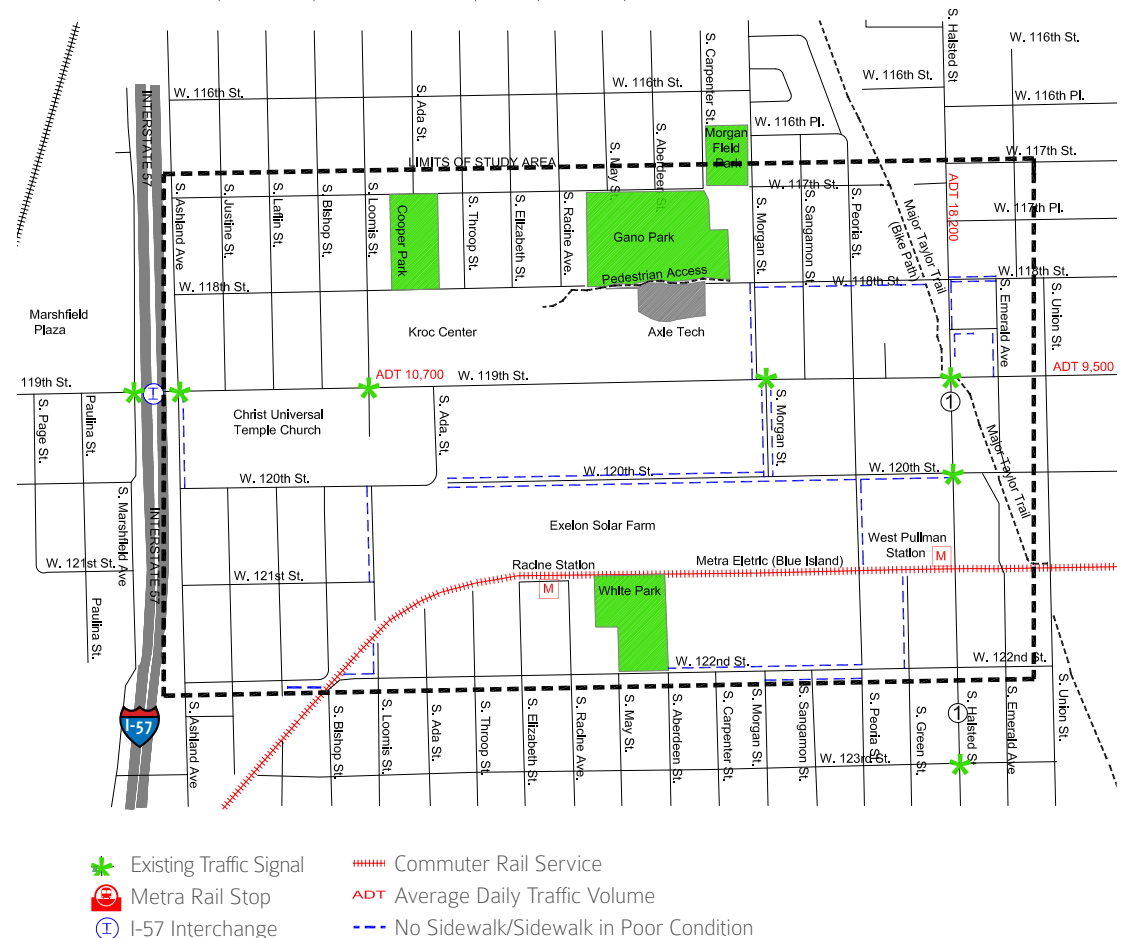 S. Halsted St
W. 116th St.
S. Carpenter St.
W. 116th St.
W. 116th St.
S. Ada St.
W. 116th St.
W. 116th Pl.
INTERSTATE 57
W. 116th Pl.
S. Aberdeen St.
Morgan
Field
Park
S. May St.
W. 117th St.
LIMITS OF STUDY AREA
S. Ashland Ave
S. Justine St.
S. Laflin St.
S. Bishop St.
S. Loomis St.
Cooper Park
S. Throop St.
S. Elizabeth St.
S. Racine Ave.
Gano Park
W. 117th St.
S. Morgan St.
S. Sangamon St.
S. Peoria St.
Major Taylor Trail
(Bike Path)
ADT 18,200
W. 117th Pl.
Pedestrian Access
W. 118th St.
W. 118th St.
W. 118th St.
S. Emerald Ave
S. Union St.
Marshfield
Plaza
Kroc Center
Axle Tech
119th St.
I
ADT 10,700
W. 119th St.
ADT 9,500
S. Page St.
Paulina St.
Christ Universal
Temple Church
S. Ada. St.
S. Morgan St.
1
Major Taylor Trail
W. 120th St.
W. 120th St.
W. 120th St.
S. Marshfield Ave
INTERSTATE 57
Exelon Solar Farm
West Pullman
Station
M
W. 121st St.
W. 121st St.
Racine Station
M
Metra Eletric (Blue Island)
White Park
Paulina St.
W. 122nd St.
W. 122nd St.
I-57
S. Ashland Ave
S. Bishop St.
S. Loomis St.
S. Ada St.
S. Throop St.
S. Elizabeth St.
S. Racine Ave.
S. May St.
S. Aberdeen St.
S. Carpenter St.
S. Morgan St.
S. Sangamon St.
S. Peoria St.
S. Green St.
1
S. Halsted St.
S. Emerald Ave
S. Union St.
W. 123rd St.
Existing Traffic Signal
Commuter Rail Service
Metra Rail Stop
ADT Average Daily Traffic Volume
I I-57 Interchange
No Sidewalk/Sidewalk in Poor Condition